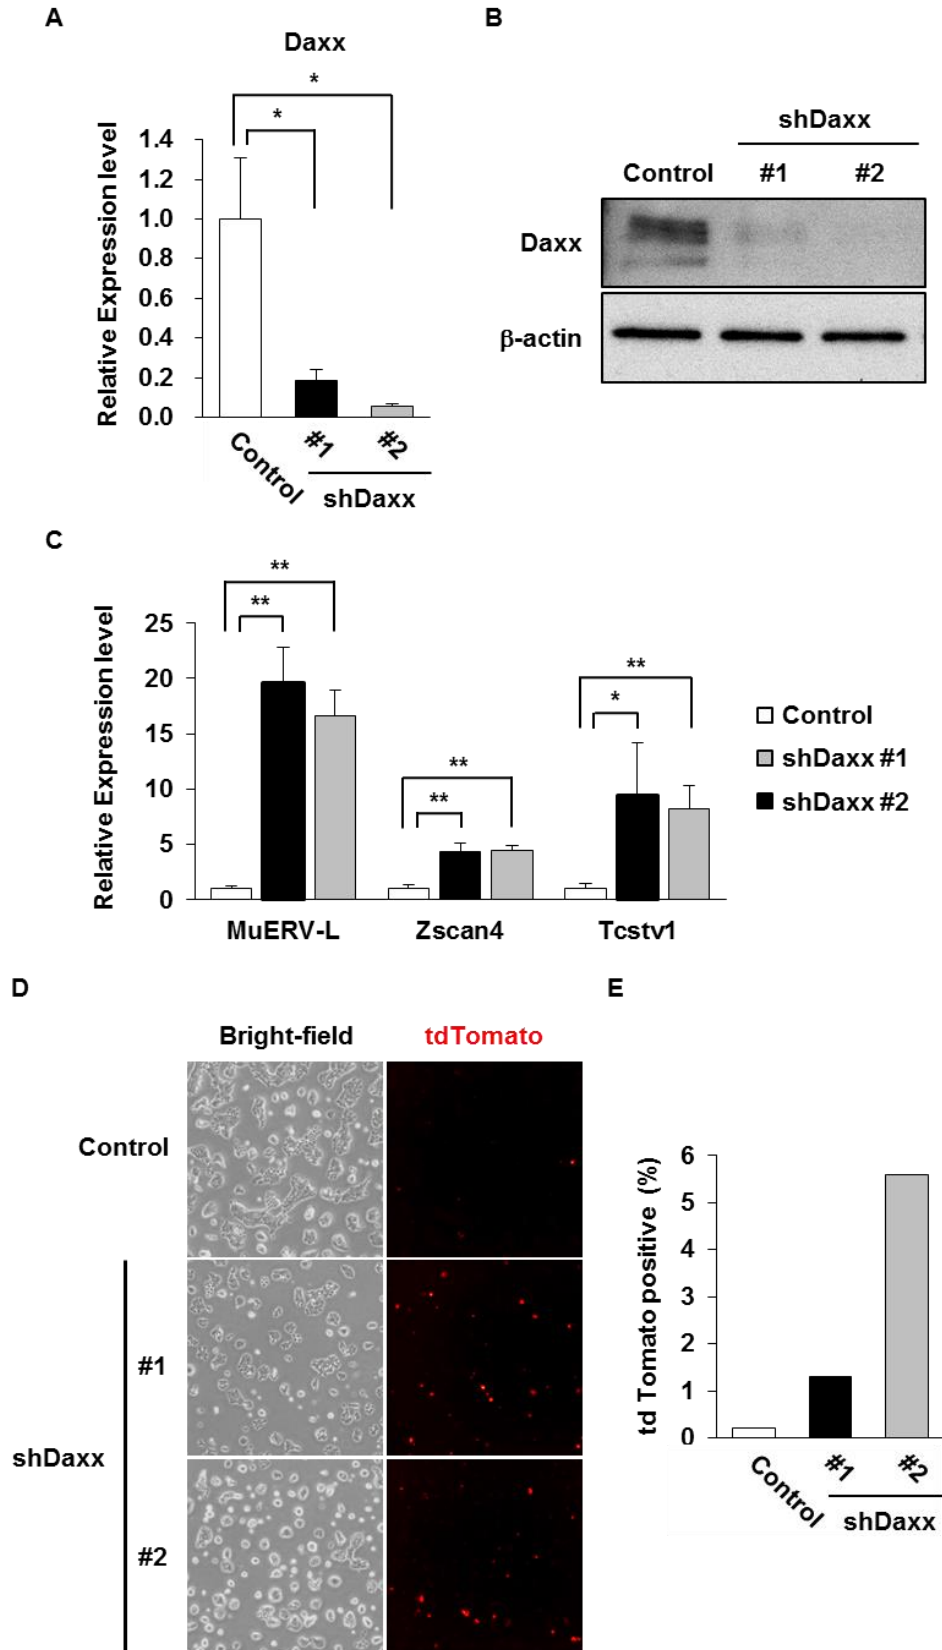 A
Daxx
*
*
Relative Expression level
1.4
1.2
1.0
0.8
0.6
0.4
0.2
0.0
Control
#1
#2
shDaxx
B
shDaxx
Control #1 #2
Daxx
β-actin
C
Relative Expression level
25
20
15
10
5
0
**
**
**
**
**
*
MuERV-L Zscan4 Tcstv1
Control
shDaxx #1
shDaxx #2
D
Bright-field tdTomato
Control
shDaxx
#1
#2
E
td Tomato positive (%)
6
5
4
3
2
1
0
Control
#1
#2
shDaxx